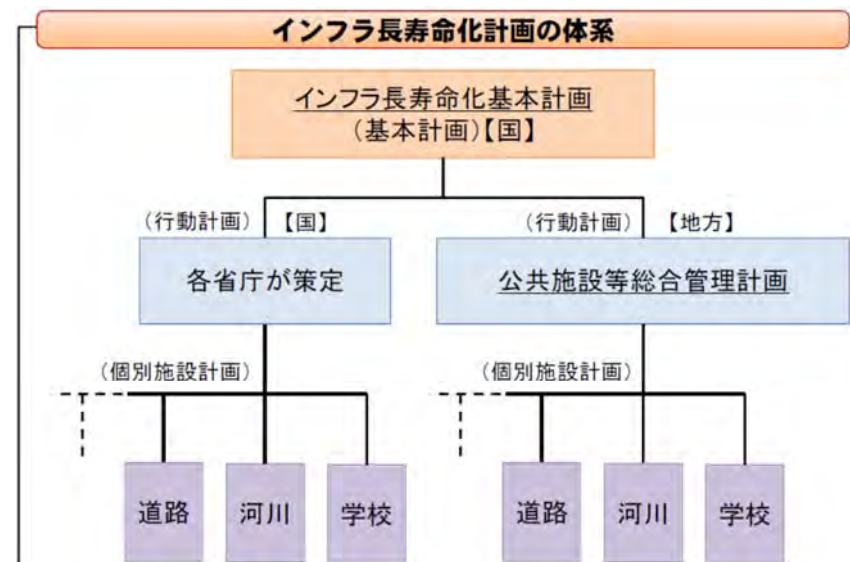 インフラ長寿命化計画の体系
インフラ長寿命化基本計画
(基本計画)【国】
(行動計画) 【国】
(行動計画) 【地方】
各省庁が策定
公共施設等総合管理計画
(個別施設計画)
(個別施設計画)
道路 河川 学校
道路 河川 学校